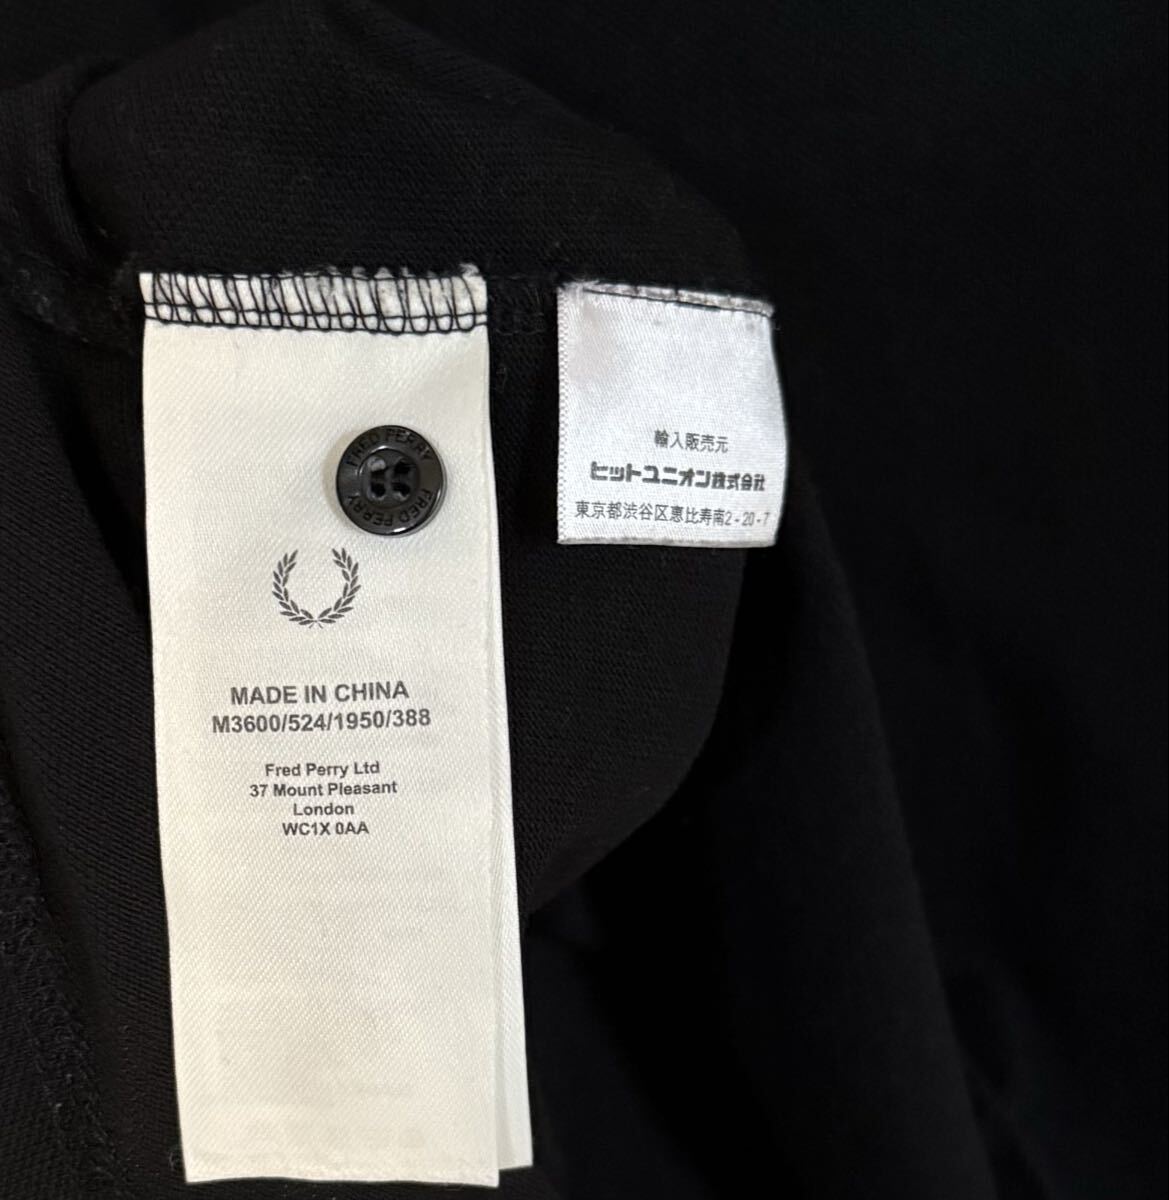 FRED PERRY
FRED PERRY
MADE IN CHINA
M3600/524/1950/388
Fred Perry Ltd
37 Mount Pleasant
London
WC1X 0AA
輸入販売元
ヒットユニオン株式会社
東京都渋谷区恵比寿南2-20-7